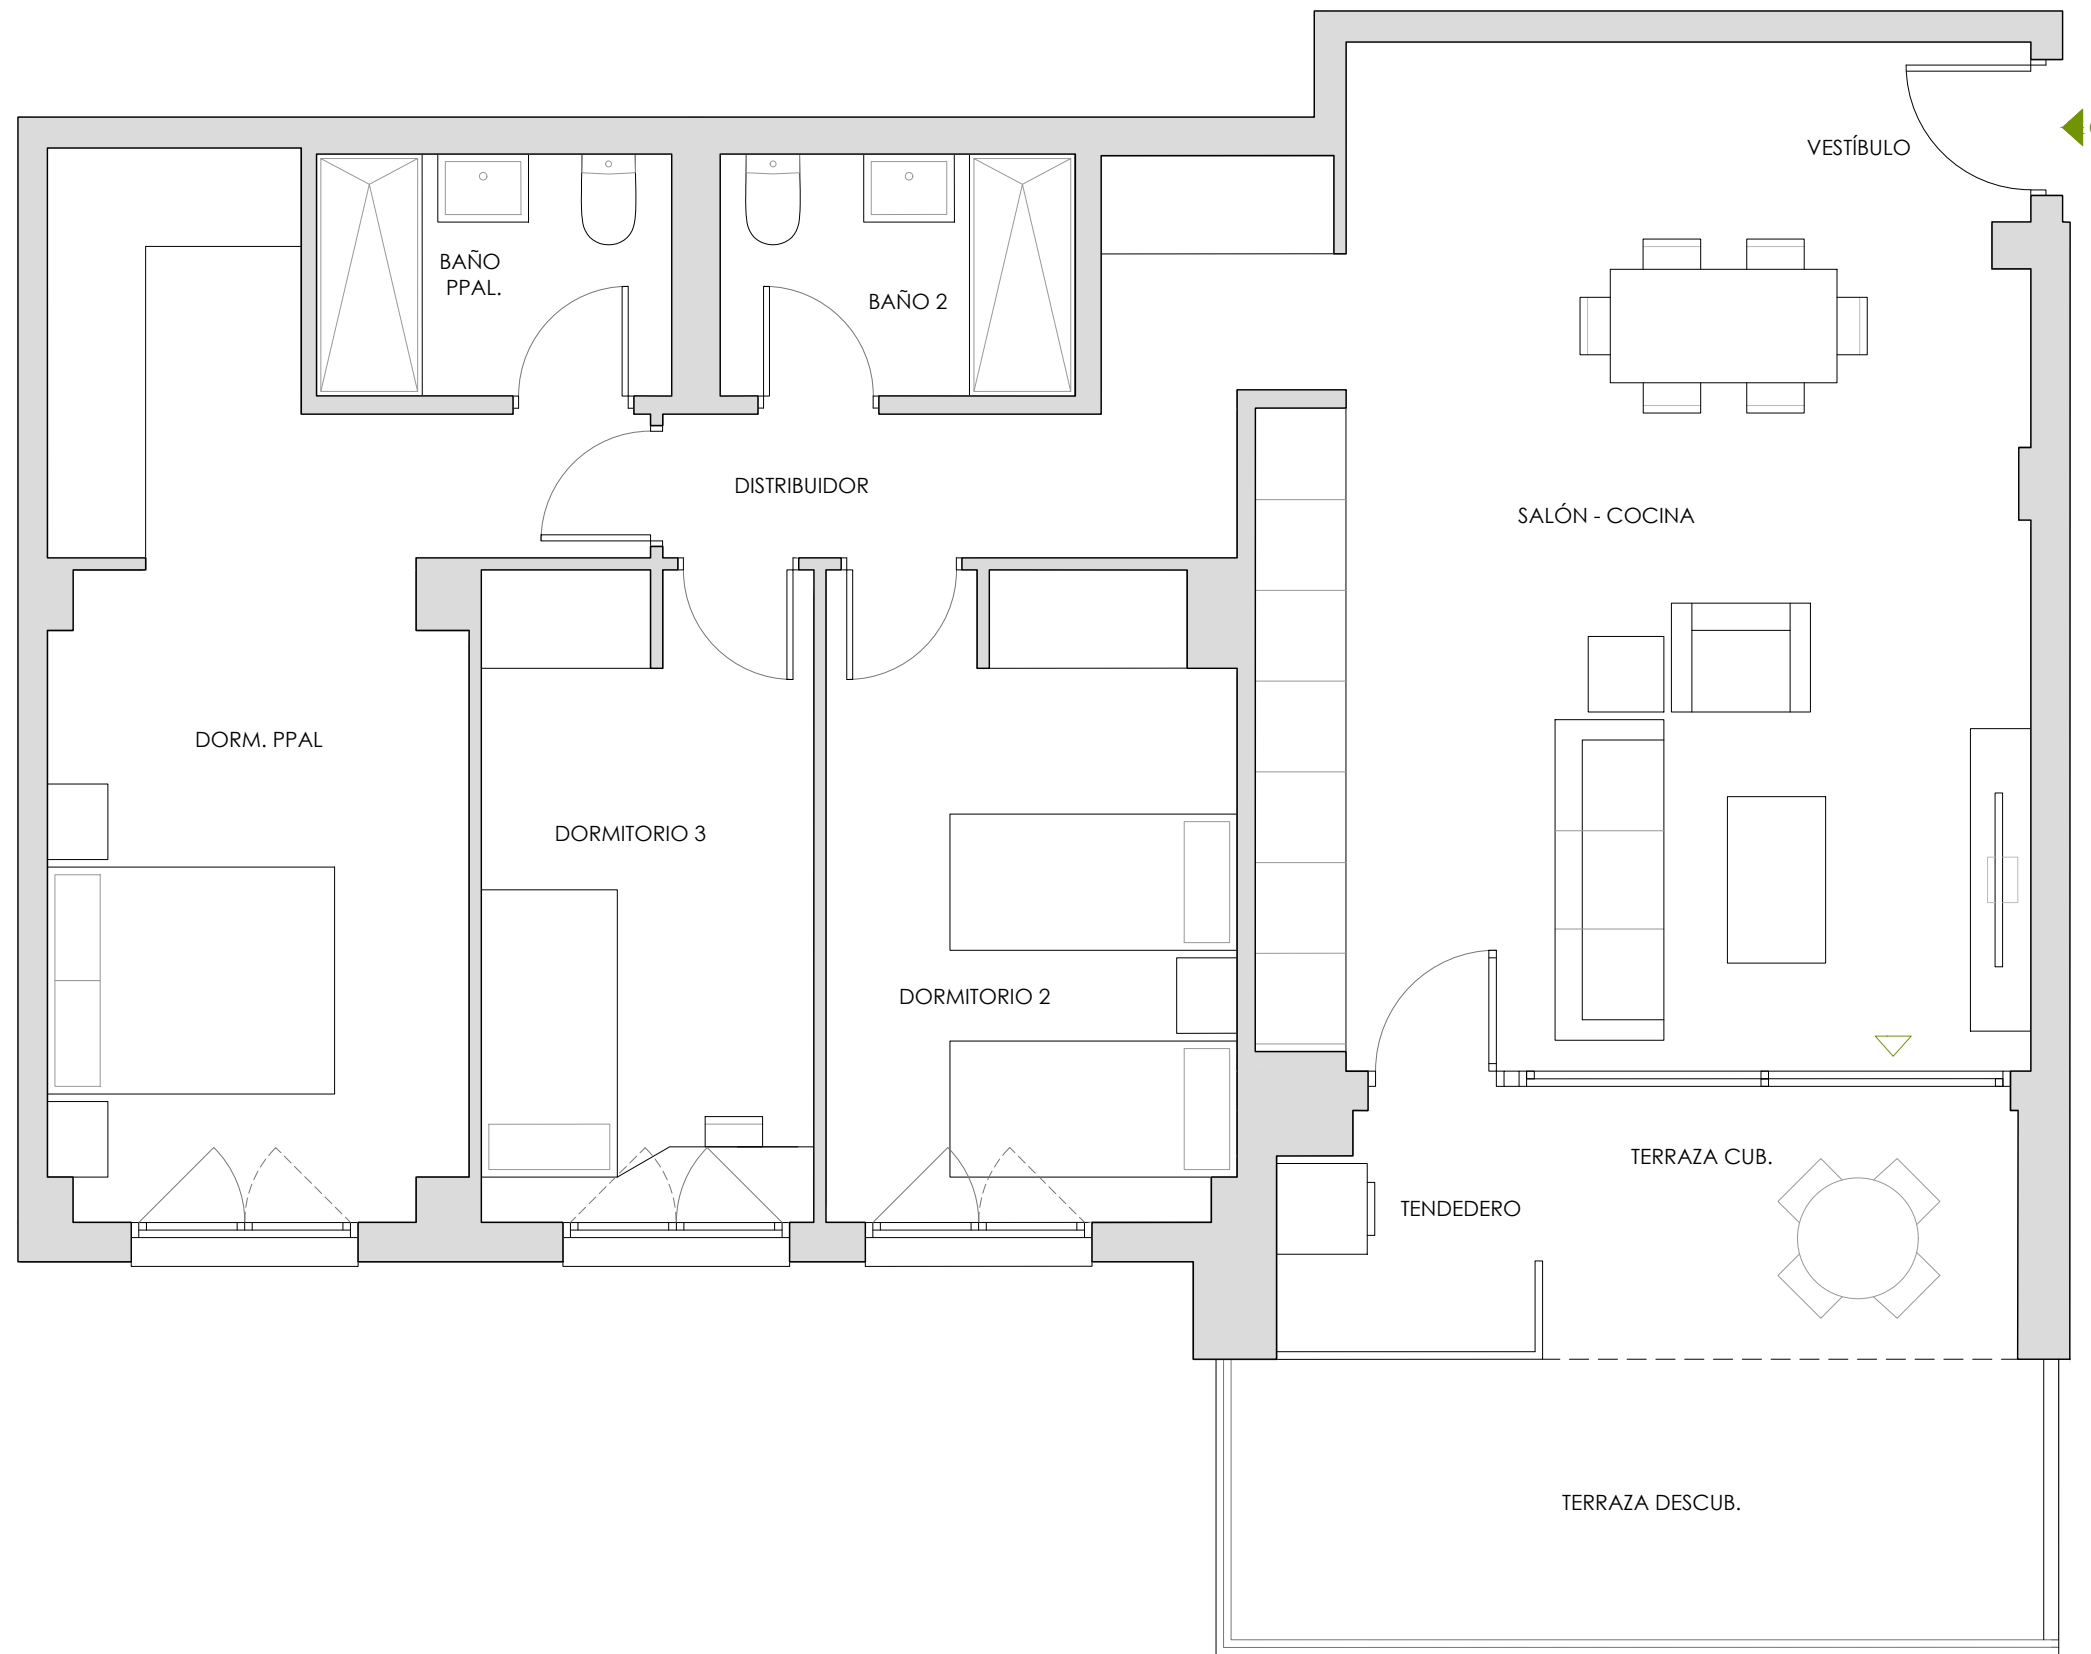 VESTÍBULO
BAÑO
PPAL.
BAÑO 2
DISTRIBUIDOR
SALÓN - COCINA
DORM. PPAL
DORMITORIO 3
DORMITORIO 2
TERRAZA CUB.
TENDEDERO
TERRAZA DESCUB.